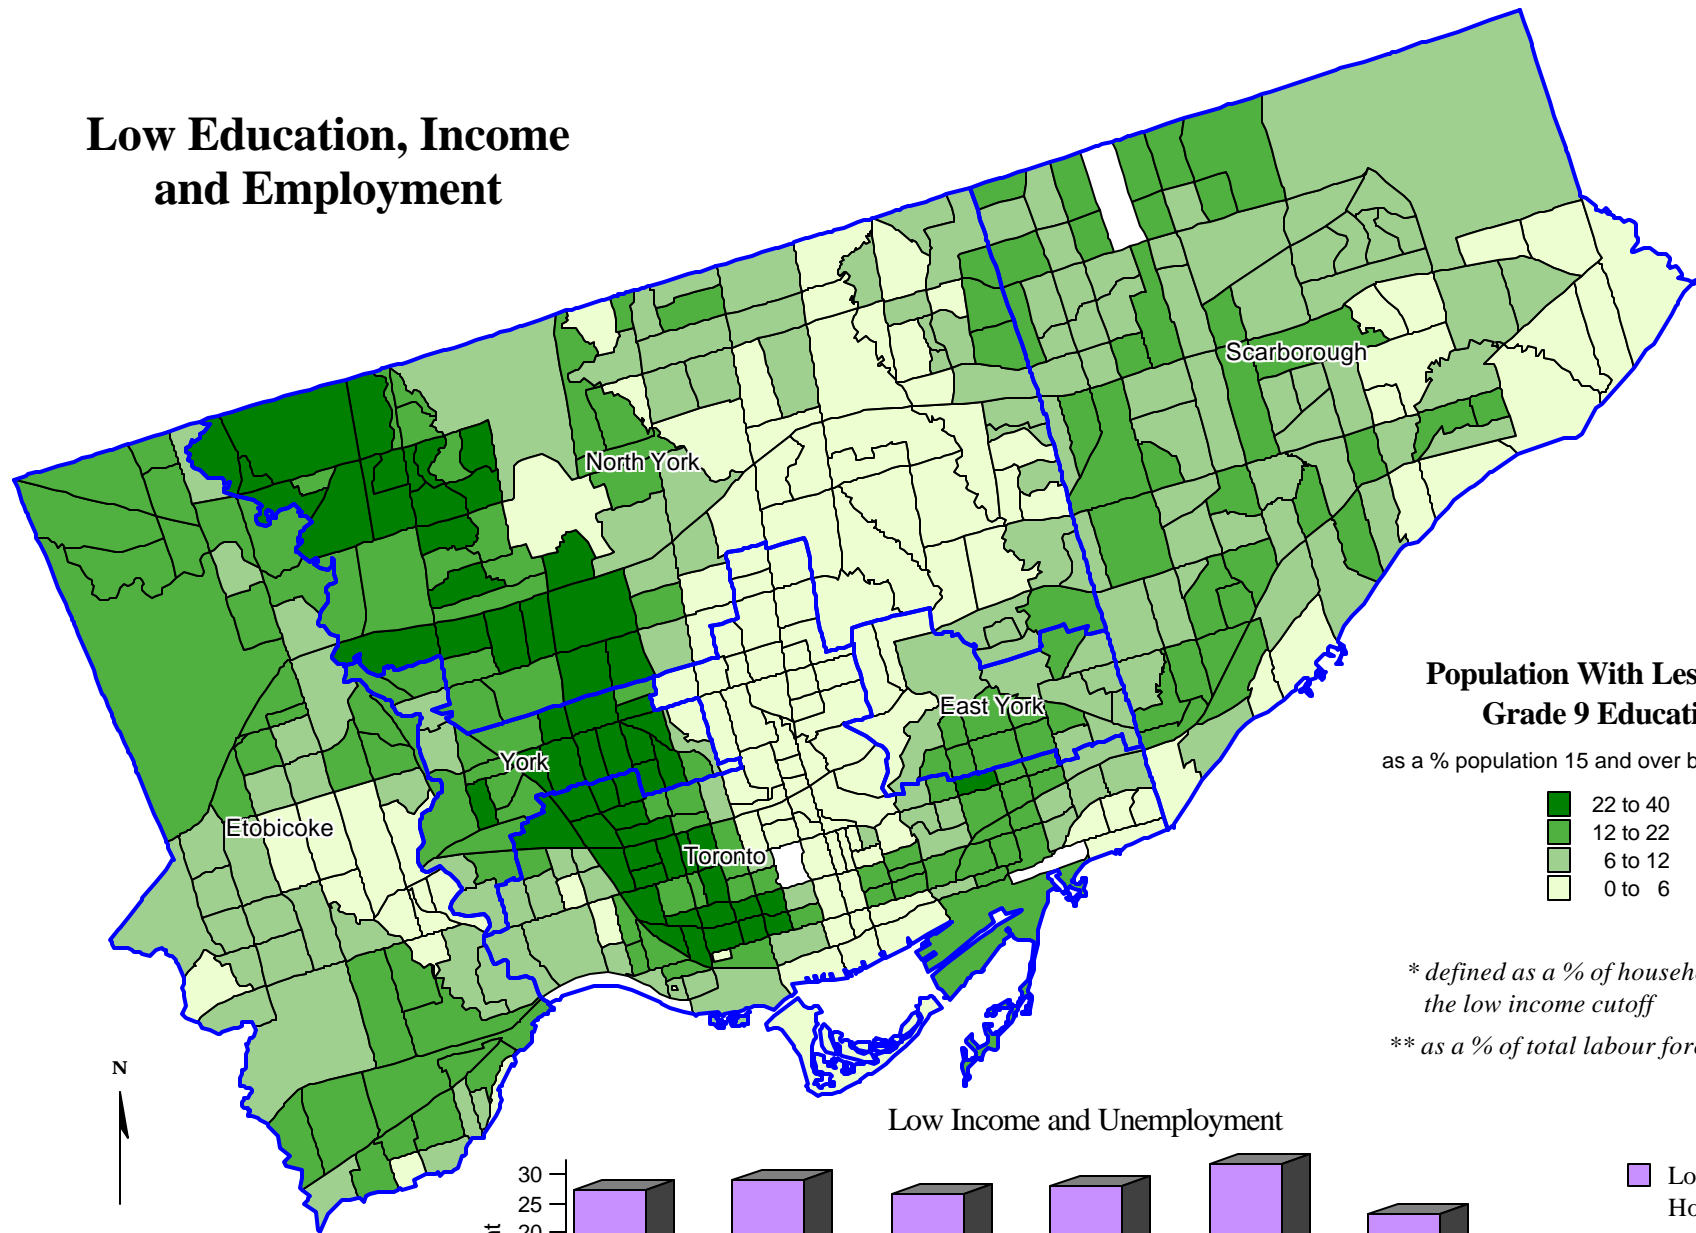 Low Education, Income
and Employment
Scarborough
North York
East York
York
Etobicoke
Toronto
Population With Les
Grade 9 Educati
as a % population 15 and over b
22 to 40
12 to 22
6 to 12
0 to 6
* defined as a % of househo
the low income cutoff
** as a % of total labour for
N
Low Income and Unemployment
30
25
20
Lo
Ho